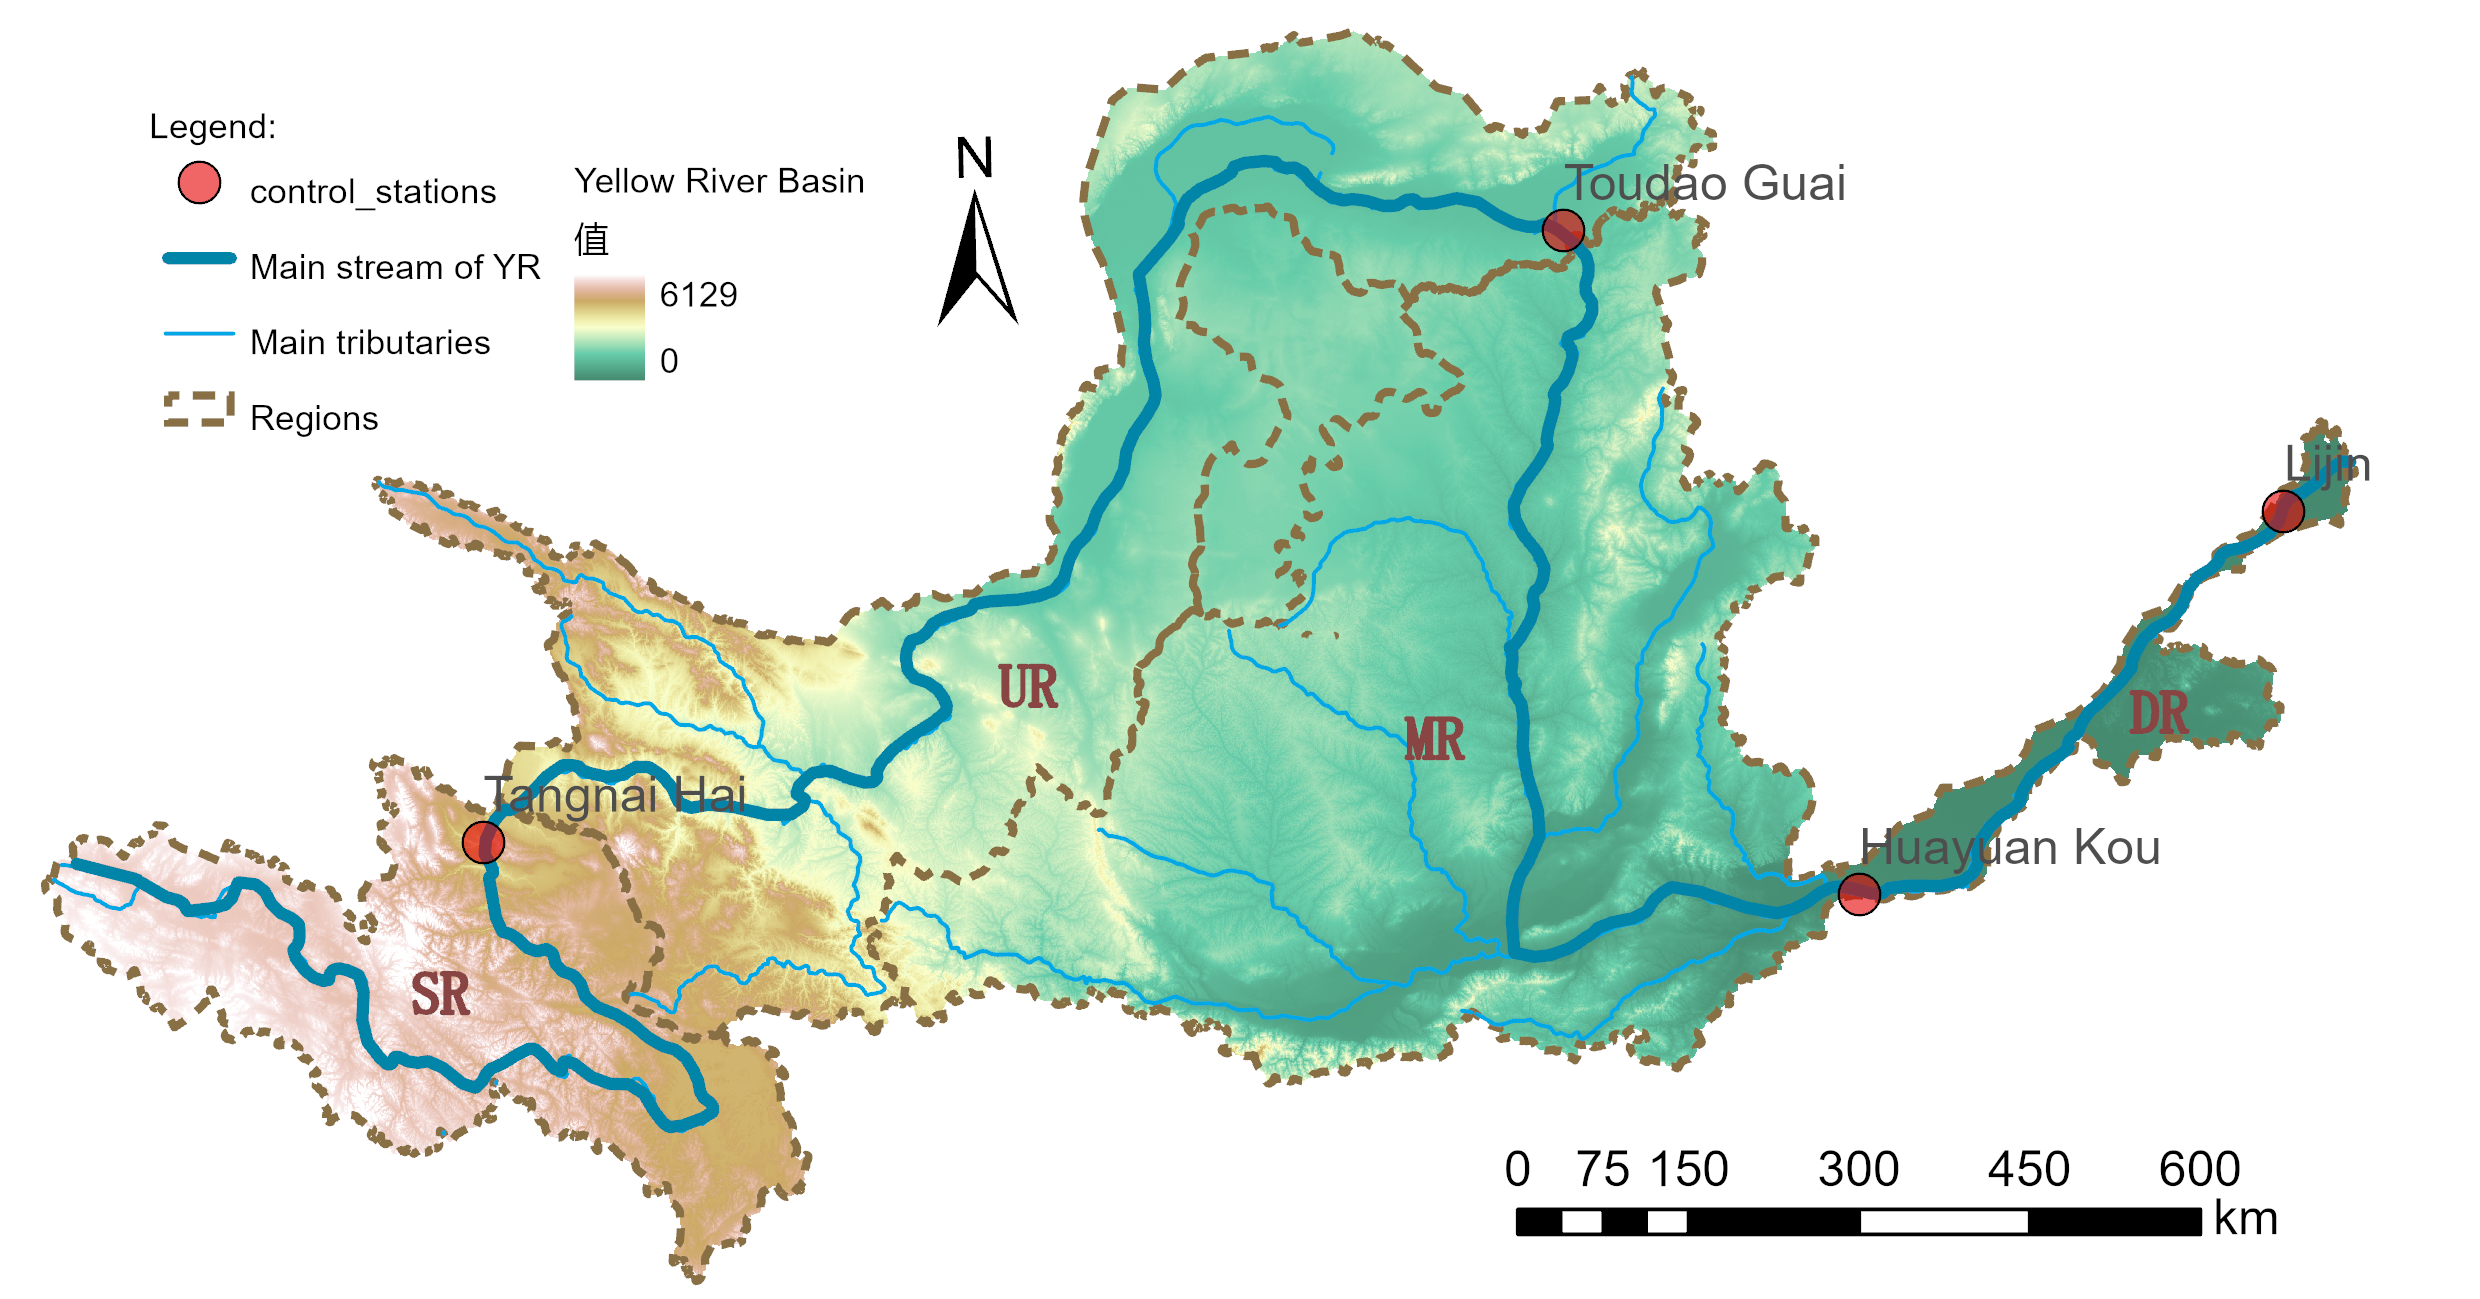 Legend:
control_stations
Main stream of YR
Main tributaries
Regions
Yellow River Basin
值
6129
0
N
Toudao Guai
Lijin
UR
MR
DR
Tangnai Hai
Huayuan Kou
SR
0 75 150 300 450 600
km